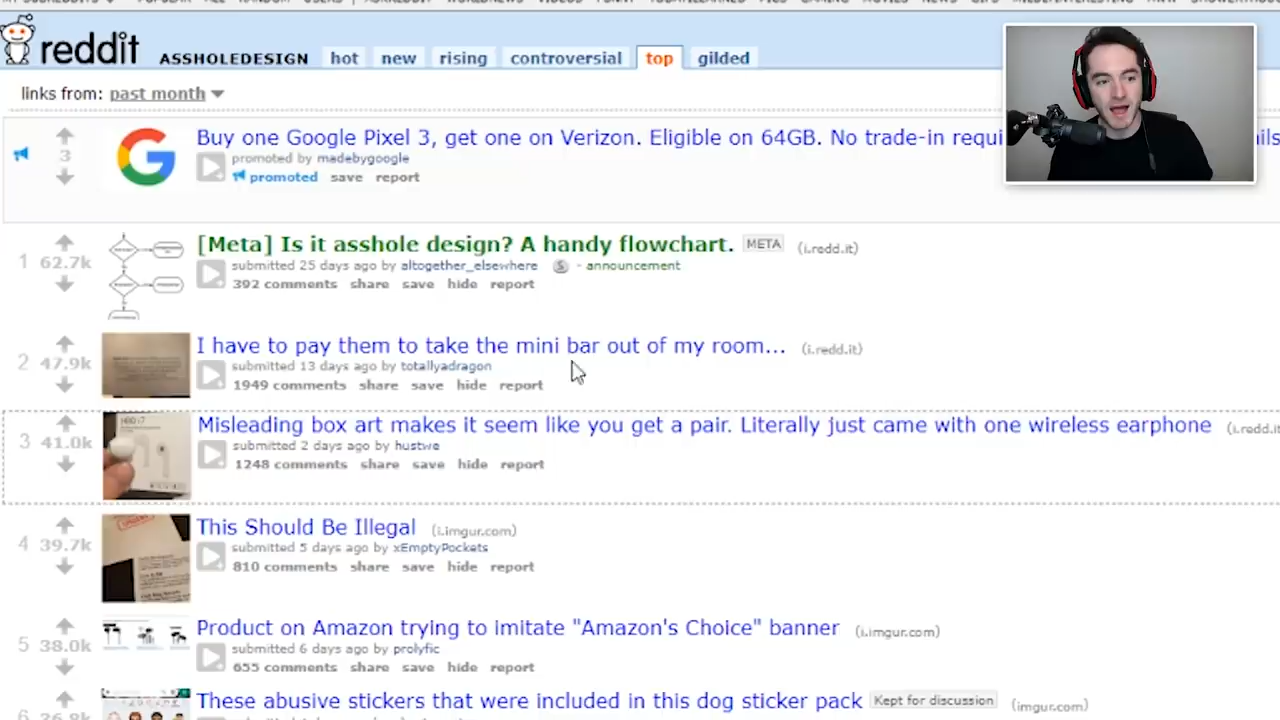 reddit ASSHOLEDESIGN hot new rising controversial top gilded
links from: past month
Buy one Google Pixel 3, get one on Verizon. Eligible on 64GB. No trade-in requi
3
promoted by madebygoogle
promoted save report
[Meta] Is it asshole design? A handy flowchart. META (i.redd.it)
1 62.7k
submitted 25 days ago by altogether_elsewhere S - announcement
392 comments share save hide report
I have to pay them to take the mini bar out of my room... (i.redd.it)
2 47.9k
submitted 13 days ago by totallyadragon
1949 comments share save hide report
Misleading box art makes it seem like you get a pair. Literally just came with one wireless earphone (i.redd.it
3 41.0k
submitted 2 days ago by hustwe
1248 comments share save hide report
This Should Be Illegal (i.imgur.com)
4 39.7k
submitted 5 days ago by xEmptyPockets
810 comments share save hide report
Product on Amazon trying to imitate "Amazon's Choice" banner (i.imgur.com)
5 38.0k
submitted 6 days ago by prolyfic
655 comments share save hide report
These abusive stickers that were included in this dog sticker pack Kept for discussion (imgur.com)